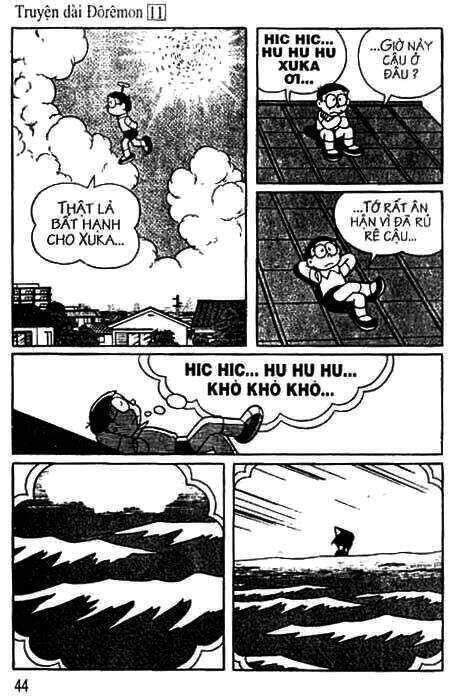 Truyện dài Đôrêmon 11
THẬT LÀ
BẤT HẠNH
CHO XUKA...
HIC HIC...
HU HU HU
XUKA
ƠI...
...GIỜ NÀY
CẬU Ở
ĐÂU?
...TỚ RẤT ÂN
HẬN VÌ ĐÃ RỦ
RÊ CẬU...
HIC HIC... HU HU HU...
KHÒ KHÒ KHÒ...
44